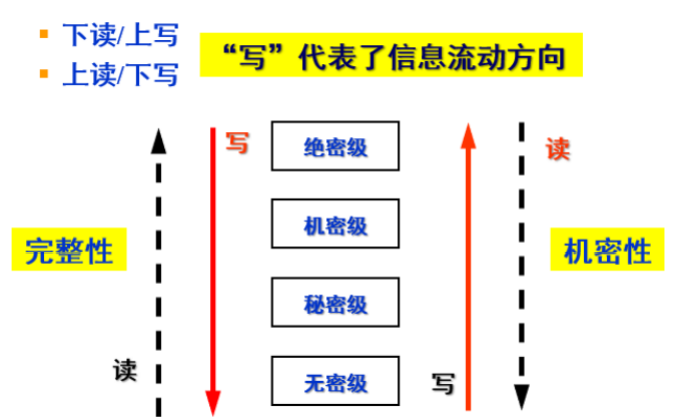 下读/上写
上读/下写
“写”代表了信息流动方向
写
绝密级
读
机密级
完整性
机密性
秘密级
读
无密级
写